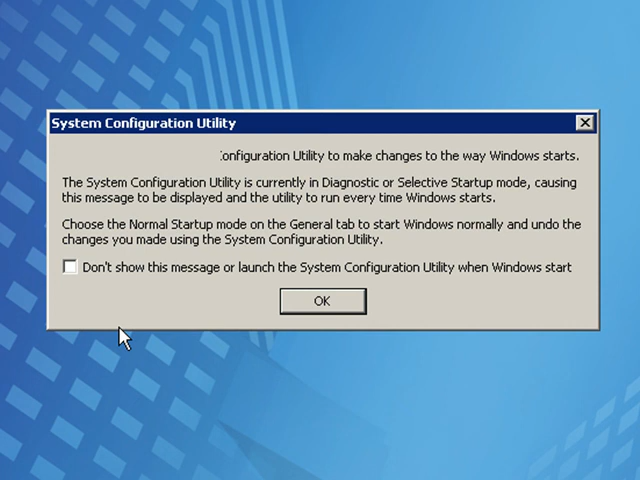 System Configuration Utility
onfiguration Utility to make changes to the way Windows starts.
The System Configuration Utility is currently in Diagnostic or Selective Startup mode, causing
this message to be displayed and the utility to run every time Windows starts.
Choose the Normal Startup mode on the General tab to start Windows normally and undo the
changes you made using the System Configuration Utility.
Don't show this message or launch the System Configuration Utility when Windows start
OK